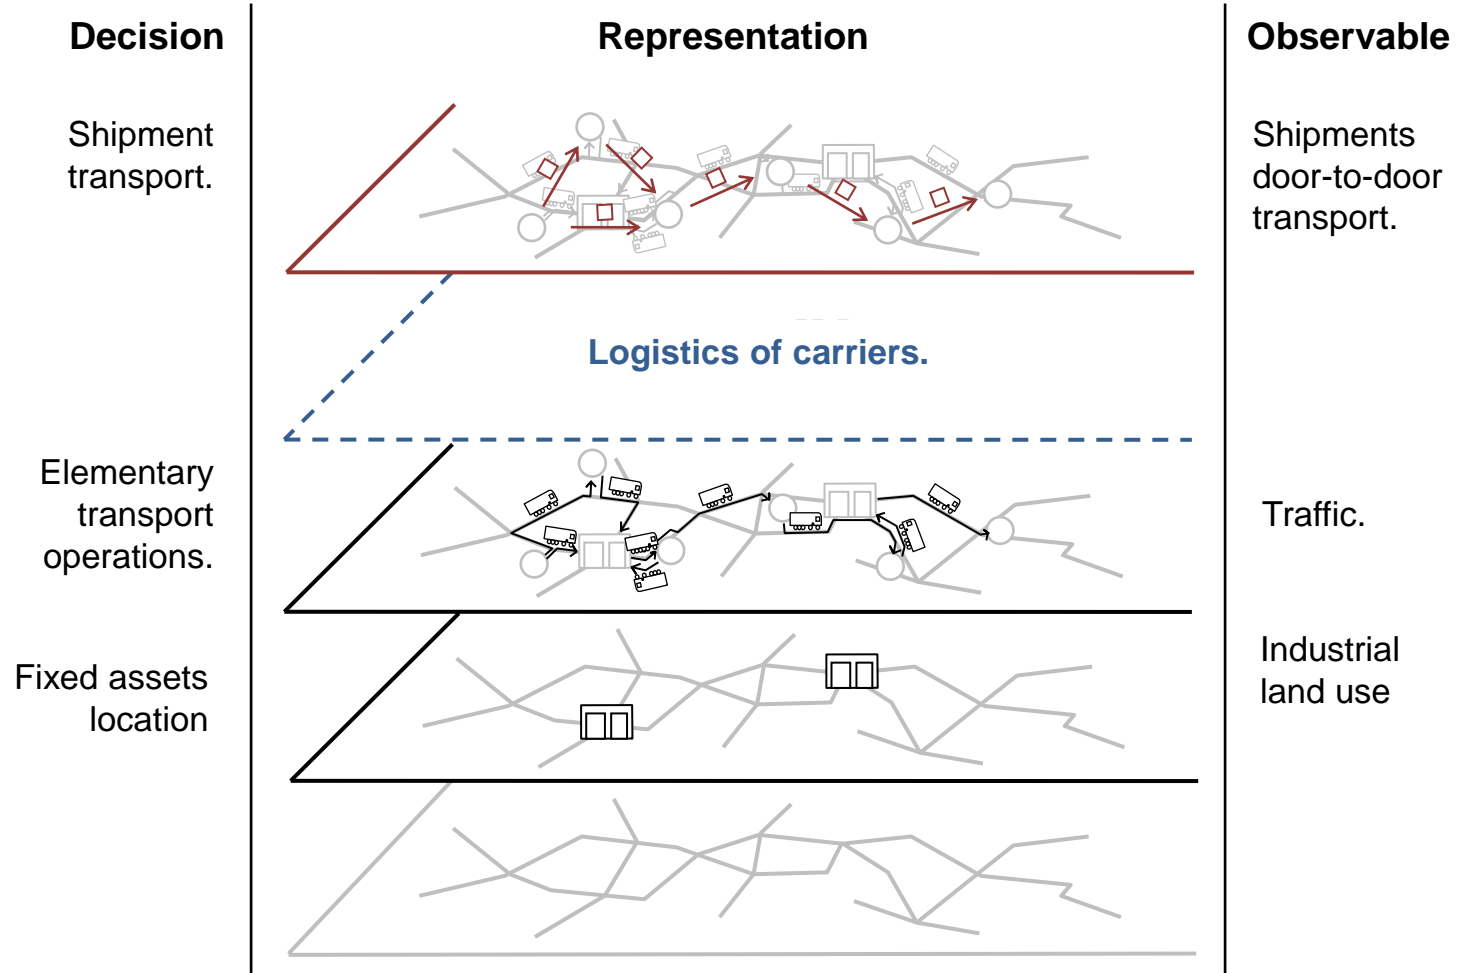 Decision
Representation
Observable
Shipment
transport.
Shipments
door-to-door
transport.
Logistics of carriers.
Elementary
transport
operations.
Traffic.
Fixed assets
location
Industrial
land use